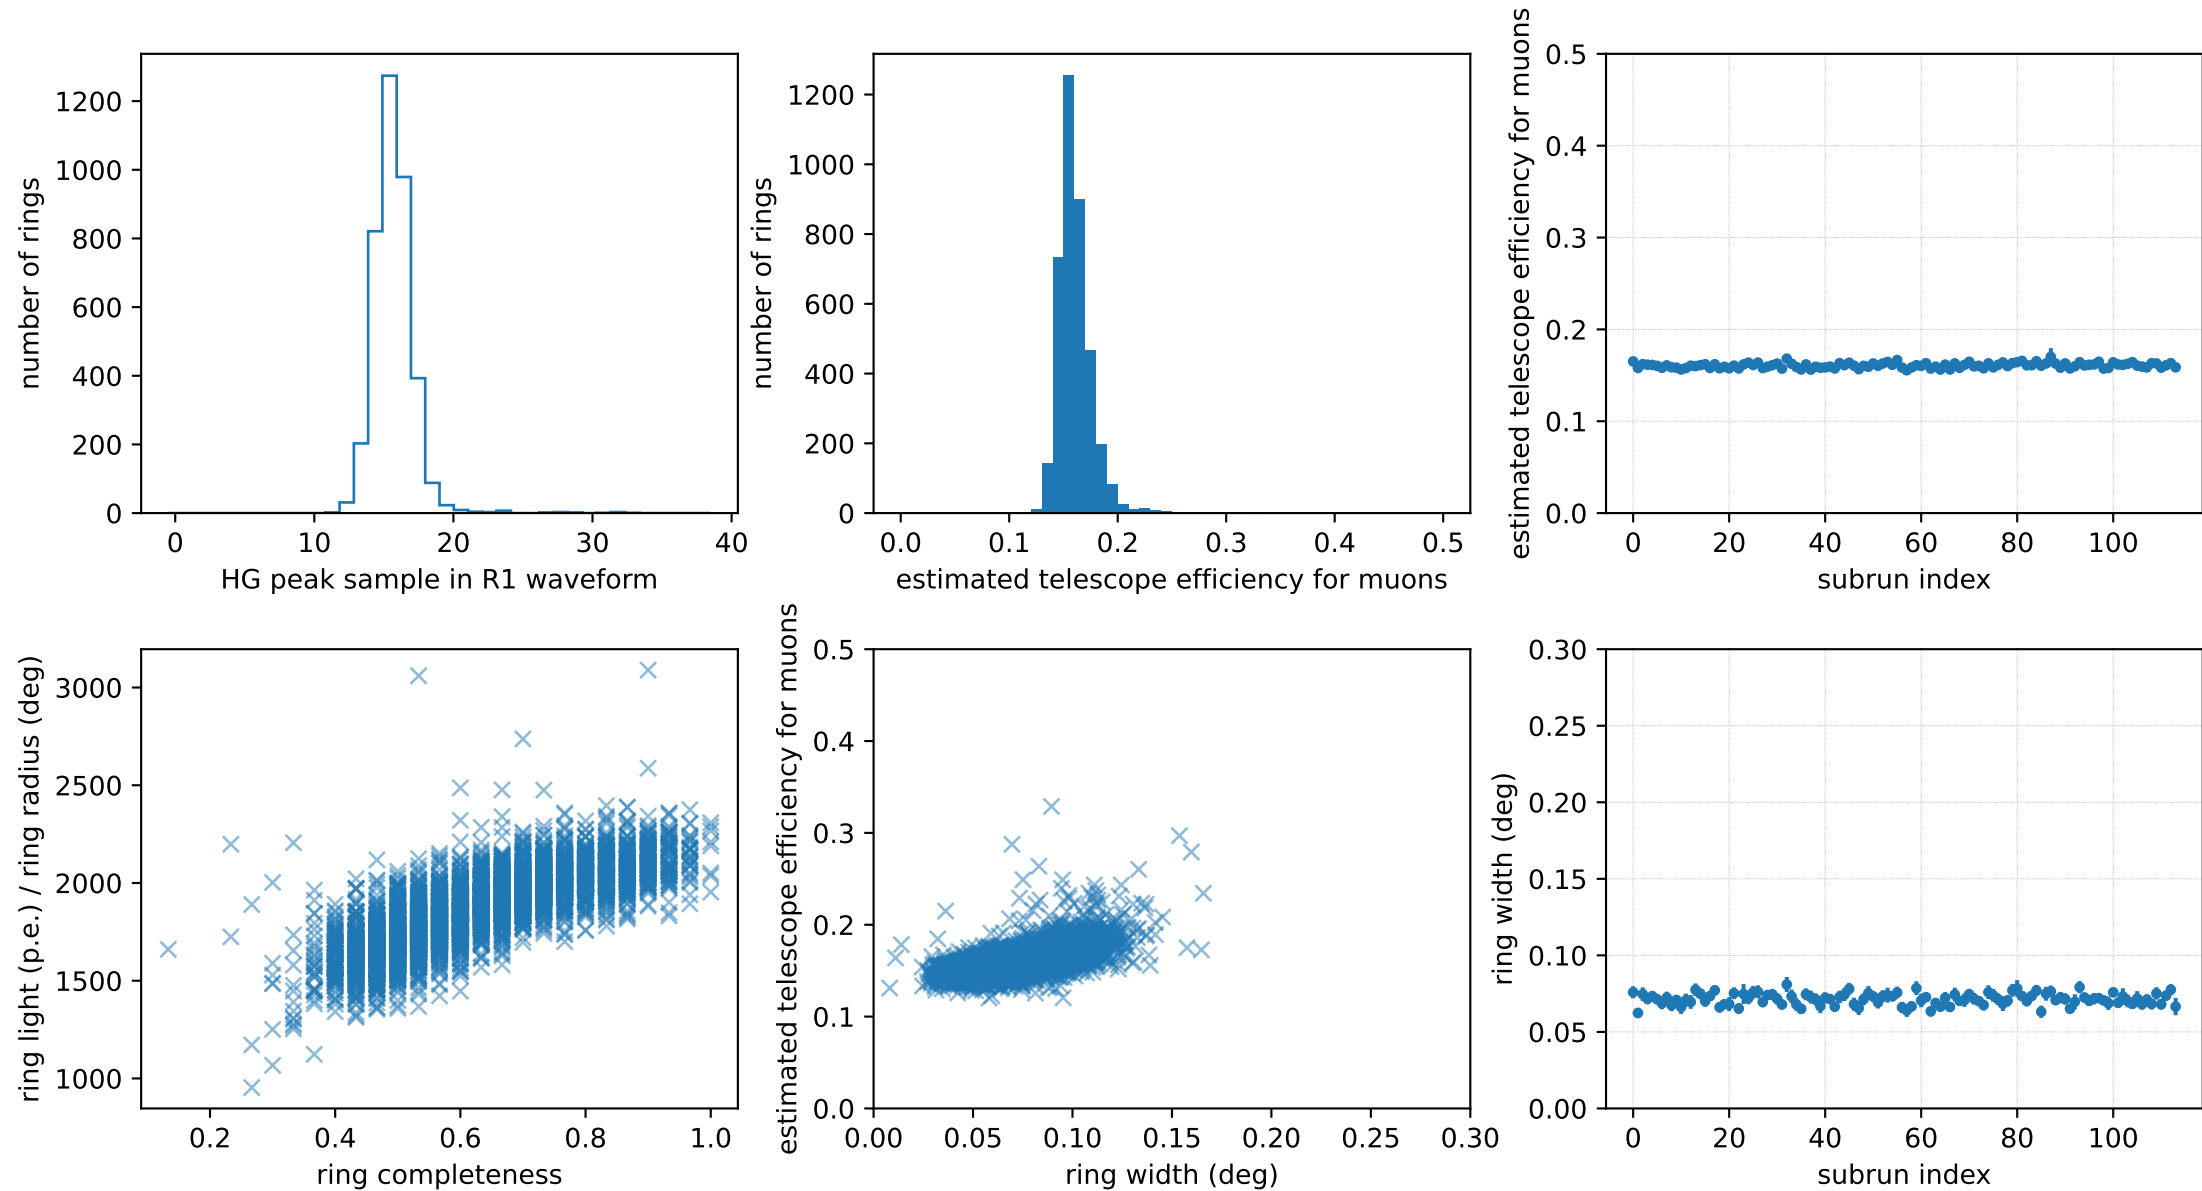 number of rings
1200
1000
800
600
400
200
0
0 10 20 30 40
HG peak sample in R1 waveform
number of rings
1200
1000
800
600
400
200
0
0.0 0.1 0.2 0.3 0.4 0.5
estimated telescope efficiency for muons
estimated telescope efficiency for muons
0.5
0.4
0.3
0.2
0.1
0.0
0 20 40 60 80 100
subrun index
ring light (p.e.) / ring radius (deg)
3000
2500
2000
1500
1000
0.2 0.4 0.6 0.8 1.0
ring completeness
estimated telescope efficiency for muons
0.5
0.4
0.3
0.2
0.1
0.0
0.00 0.05 0.10 0.15 0.20 0.25 0.30
ring width (deg)
ring width (deg)
0.30
0.25
0.20
0.15
0.10
0.05
0.00
0 20 40 60 80 100
subrun index